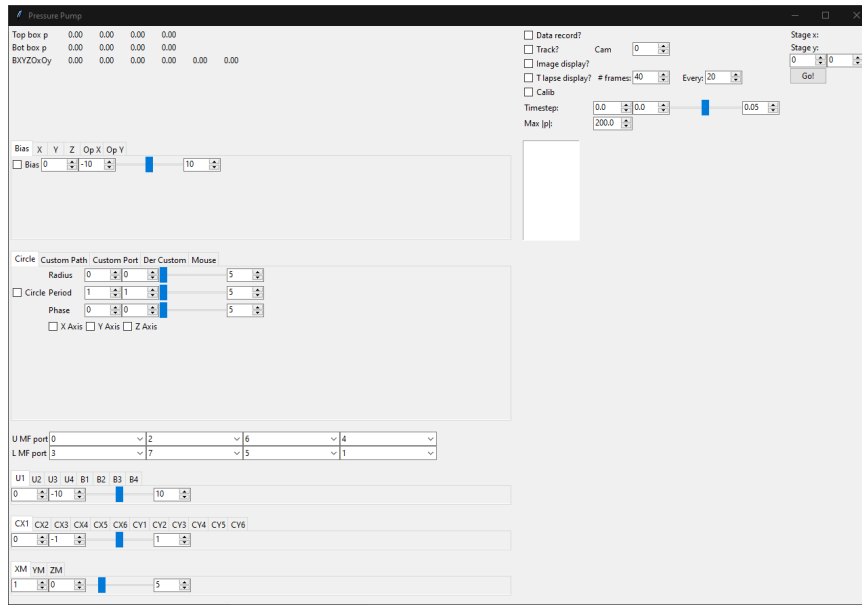 Pressure Pump
Top box p 0.00 0.00 0.00 0.00
Bot box p 0.00 0.00 0.00 0.00
BXYZOxOy 0.00 0.00 0.00 0.00 0.00 0.00
Data record?
Track? Cam 0
Image display?
T lapse display? # frames: 40 Every: 20
Calib
Timestep: 0.0 0.0 0.05
Max |p|: 200.0
Stage x:
Stage y:
0 0
Go!
Bias X Y Z Op X Op Y
Bias 0 -10 10
Circle Custom Path Custom Port Der Custom Mouse
Radius 0 0 5
Circle Period 1 1 5
Phase 0 0 5
X Axis Y Axis Z Axis
U MF port 0 2 6 4
L MF port 3 7 5 1
U1 U2 U3 U4 B1 B2 B3 B4
0 -10 10
CX1 CX2 CX3 CX4 CX5 CX6 CY1 CY2 CY3 CY4 CY5 CY6
0 -1 1
XM YM ZM
1 0 5